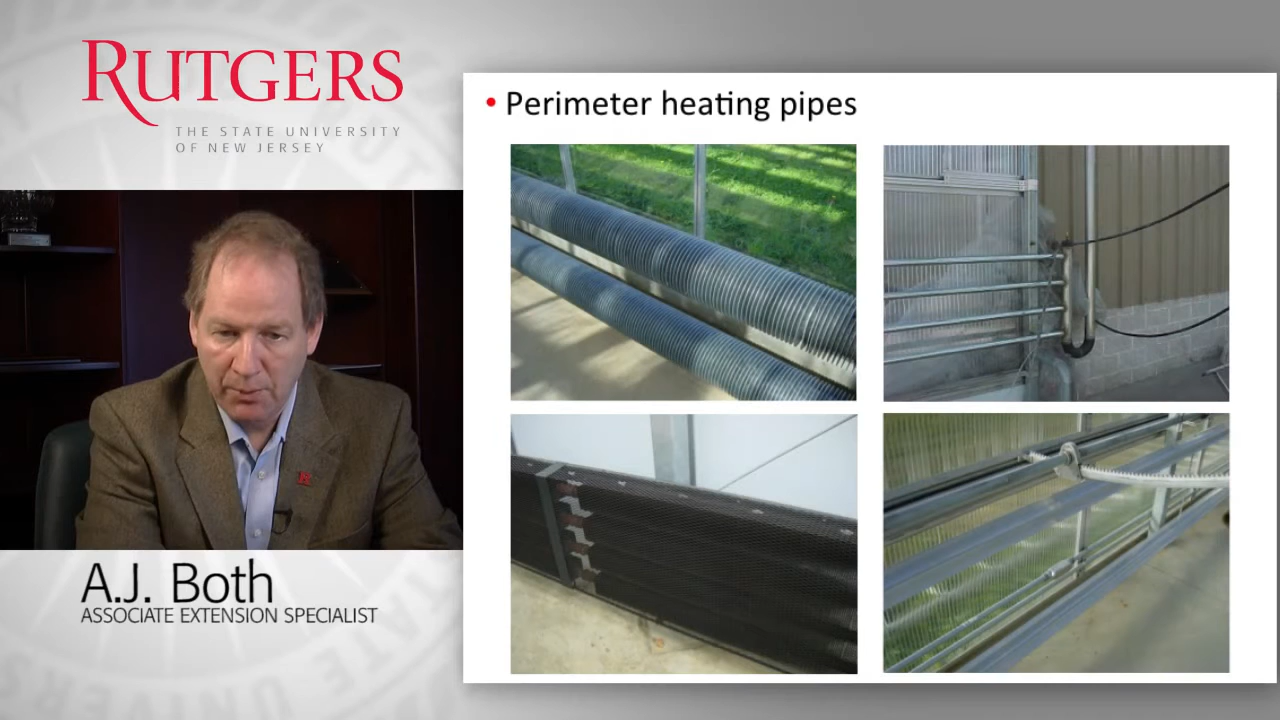 RUTGERS
THE STATE UNIVERSITY
OF NEW JERSEY
• Perimeter heating pipes
A.J. Both
ASSOCIATE EXTENSION SPECIALIST